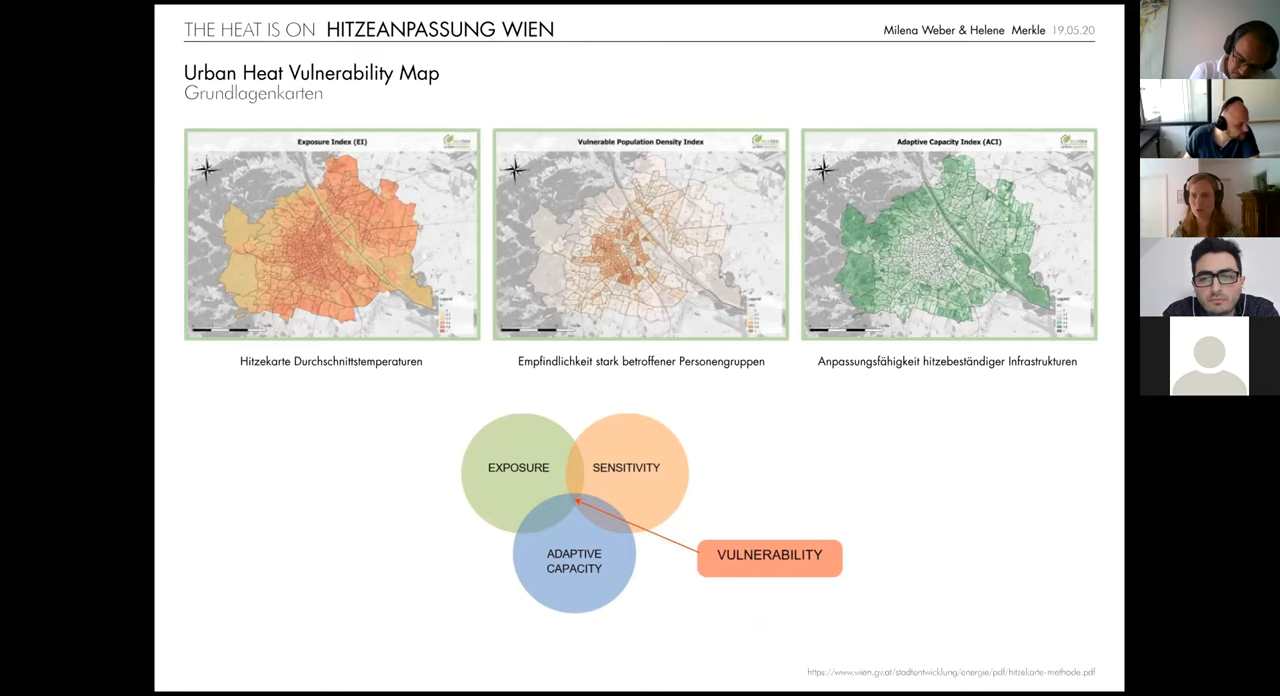 THE HEAT IS ON HITZEANPASSUNG WIEN
Milena Weber & Helene Merkle 19.05.20
Urban Heat Vulnerability Map
Grundlagenkarten
Exposure Index (EI)
Vulnerable Population Density Index
Adaptive Capacity Index (ACI)
Hitzekarte Durchschnittstemperaturen
Empfindlichkeit stark betroffener Personengruppen
Anpassungsfähigkeit hitzebeständiger Infrastrukturen
EXPOSURE
SENSITIVITY
ADAPTIVE
CAPACITY
VULNERABILITY
https://www.wien.gv.at/stadtentwicklung/energie/pdf/hitzekarte-methode.pdf